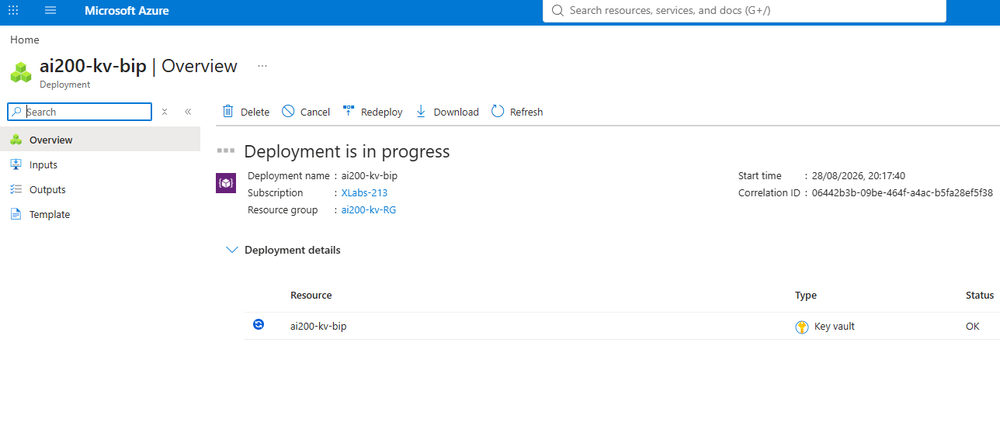 Microsoft Azure
Search resources, services, and docs (G+/)
Home
ai200-kv-bip | Overview ...
Deployment
Search
Delete Cancel Redeploy Download Refresh
Overview
Inputs
Outputs
Template
Deployment is in progress
Deployment name : ai200-kv-bip Start time : 28/08/2026, 20:17:40
Subscription : XLabs-213 Correlation ID : 06442b3b-09be-464f-a4ac-b5fa28ef5f38
Resource group : ai200-kv-RG
Deployment details
Resource Type Status
ai200-kv-bip Key vault OK